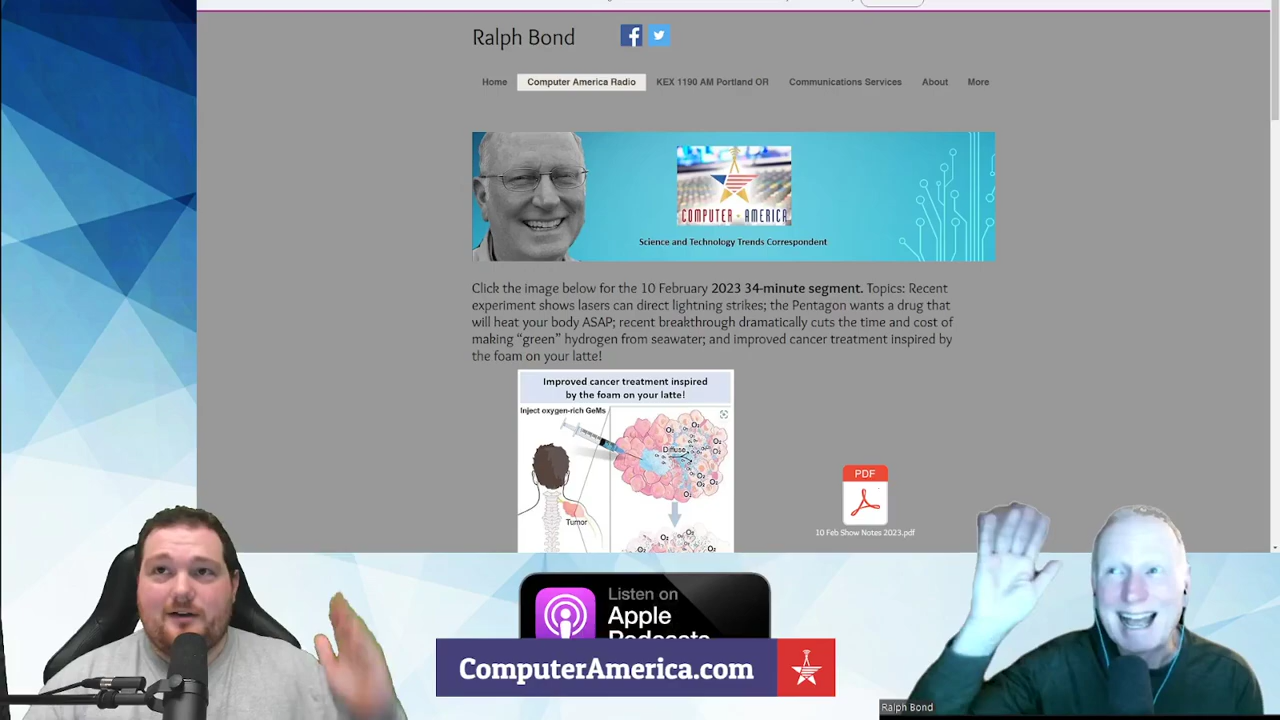 Ralph Bond
Home
Computer America Radio
KEX 1190 AM Portland OR
Communications Services
About
More
COMPUTER AMERICA
Science and Technology Trends Correspondent
Click the image below for the 10 February 2023 34-minute segment. Topics: Recent
experiment shows lasers can direct lightning strikes; the Pentagon wants a drug that
will heat your body ASAP; recent breakthrough dramatically cuts the time and cost of
making “green” hydrogen from seawater; and improved cancer treatment inspired by
the foam on your latte!
Improved cancer treatment inspired
by the foam on your latte!
Inject oxygen-rich GeMs
Diffuse
Tumor
O₂
PDF
10 Feb Show Notes 2023.pdf
Listen on
Apple
Podcasts
ComputerAmerica.com
Ralph Bond